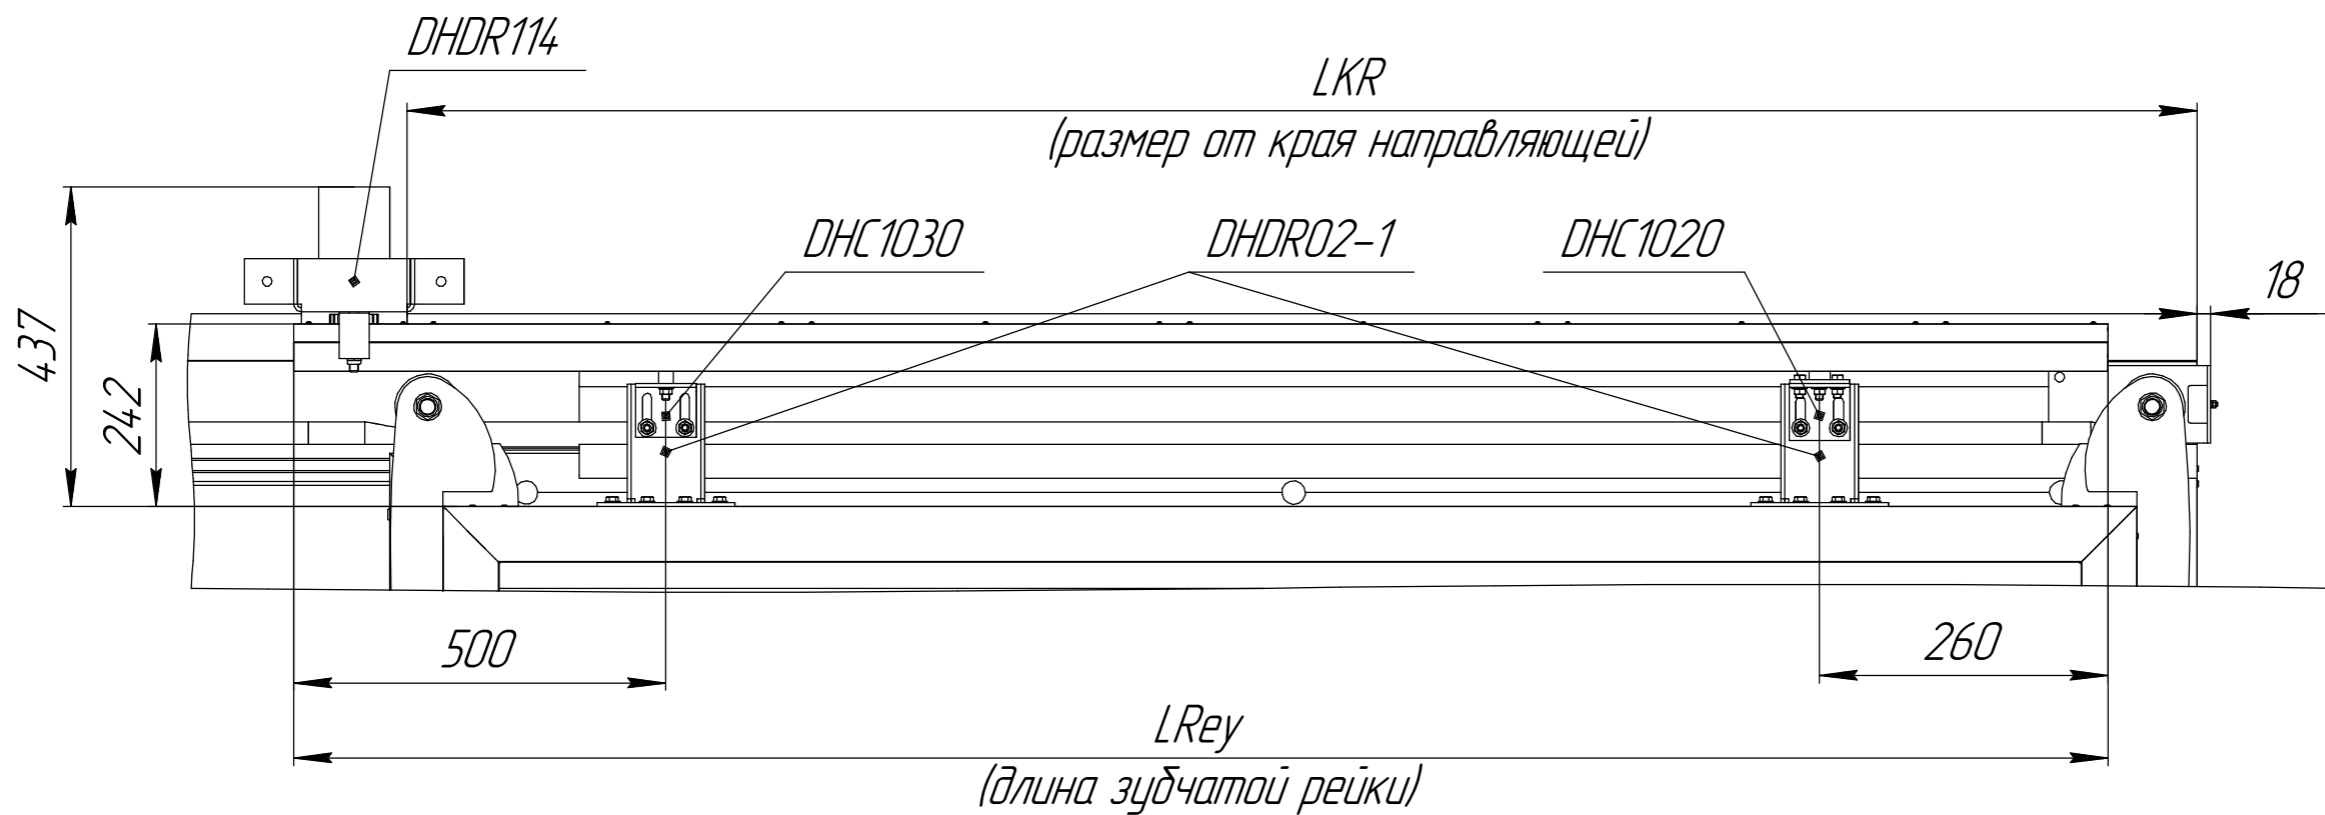 DHDR114
LKR
(размер от края направляющей)
DHC1030
DHDR02-1
DHC1020
18
437
242
500
260
LRey
(длина зубчатой рейки)